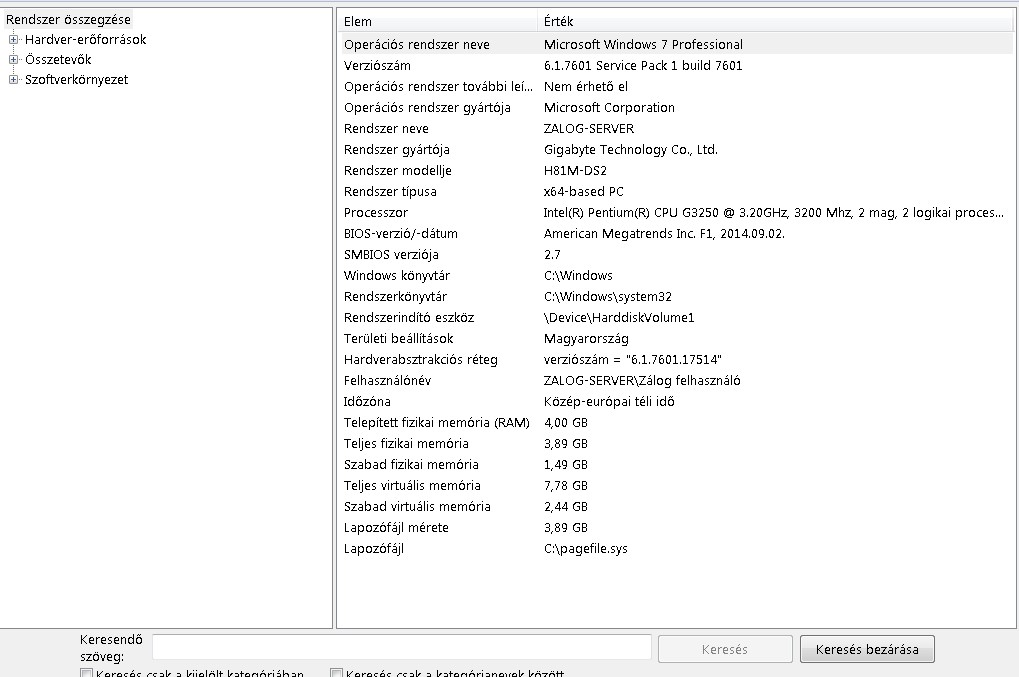 Rendszer összegzése
Hardver-erőforrások
Összetevők
Szoftverkörnyezet
Elem Érték
Operációs rendszer neve Microsoft Windows 7 Professional
Verziószám 6.1.7601 Service Pack 1 build 7601
Operációs rendszer további leí... Nem érhető el
Operációs rendszer gyártója Microsoft Corporation
Rendszer neve ZALOG-SERVER
Rendszer gyártója Gigabyte Technology Co., Ltd.
Rendszer modellje H81M-DS2
Rendszer típusa x64-based PC
Processzor Intel(R) Pentium(R) CPU G3250 @ 3.20GHz, 3200 Mhz, 2 mag, 2 logikai proces...
BIOS-verzió/-dátum American Megatrends Inc. F1, 2014.09.02.
SMBIOS verziója 2.7
Windows könyvtár C:\Windows
Rendszerkönyvtár C:\Windows\system32
Rendszerindító eszköz \Device\HarddiskVolume1
Területi beállítások Magyarország
Hardverabsztrakciós réteg verziószám = "6.1.7601.17514"
Felhasználónév ZALOG-SERVER\Zálog felhasználó
Időzóna Közép-európai téli idő
Telepített fizikai memória (RAM) 4,00 GB
Teljes fizikai memória 3,89 GB
Szabad fizikai memória 1,49 GB
Teljes virtuális memória 7,78 GB
Szabad virtuális memória 2,44 GB
Lapozófájl mérete 3,89 GB
Lapozófájl C:\pagefile.sys
Keresendő
szöveg:
Keresés
Keresés bezárása
Keresés csak a kijelölt kategóriában
Keresés csak a kategórianevek között